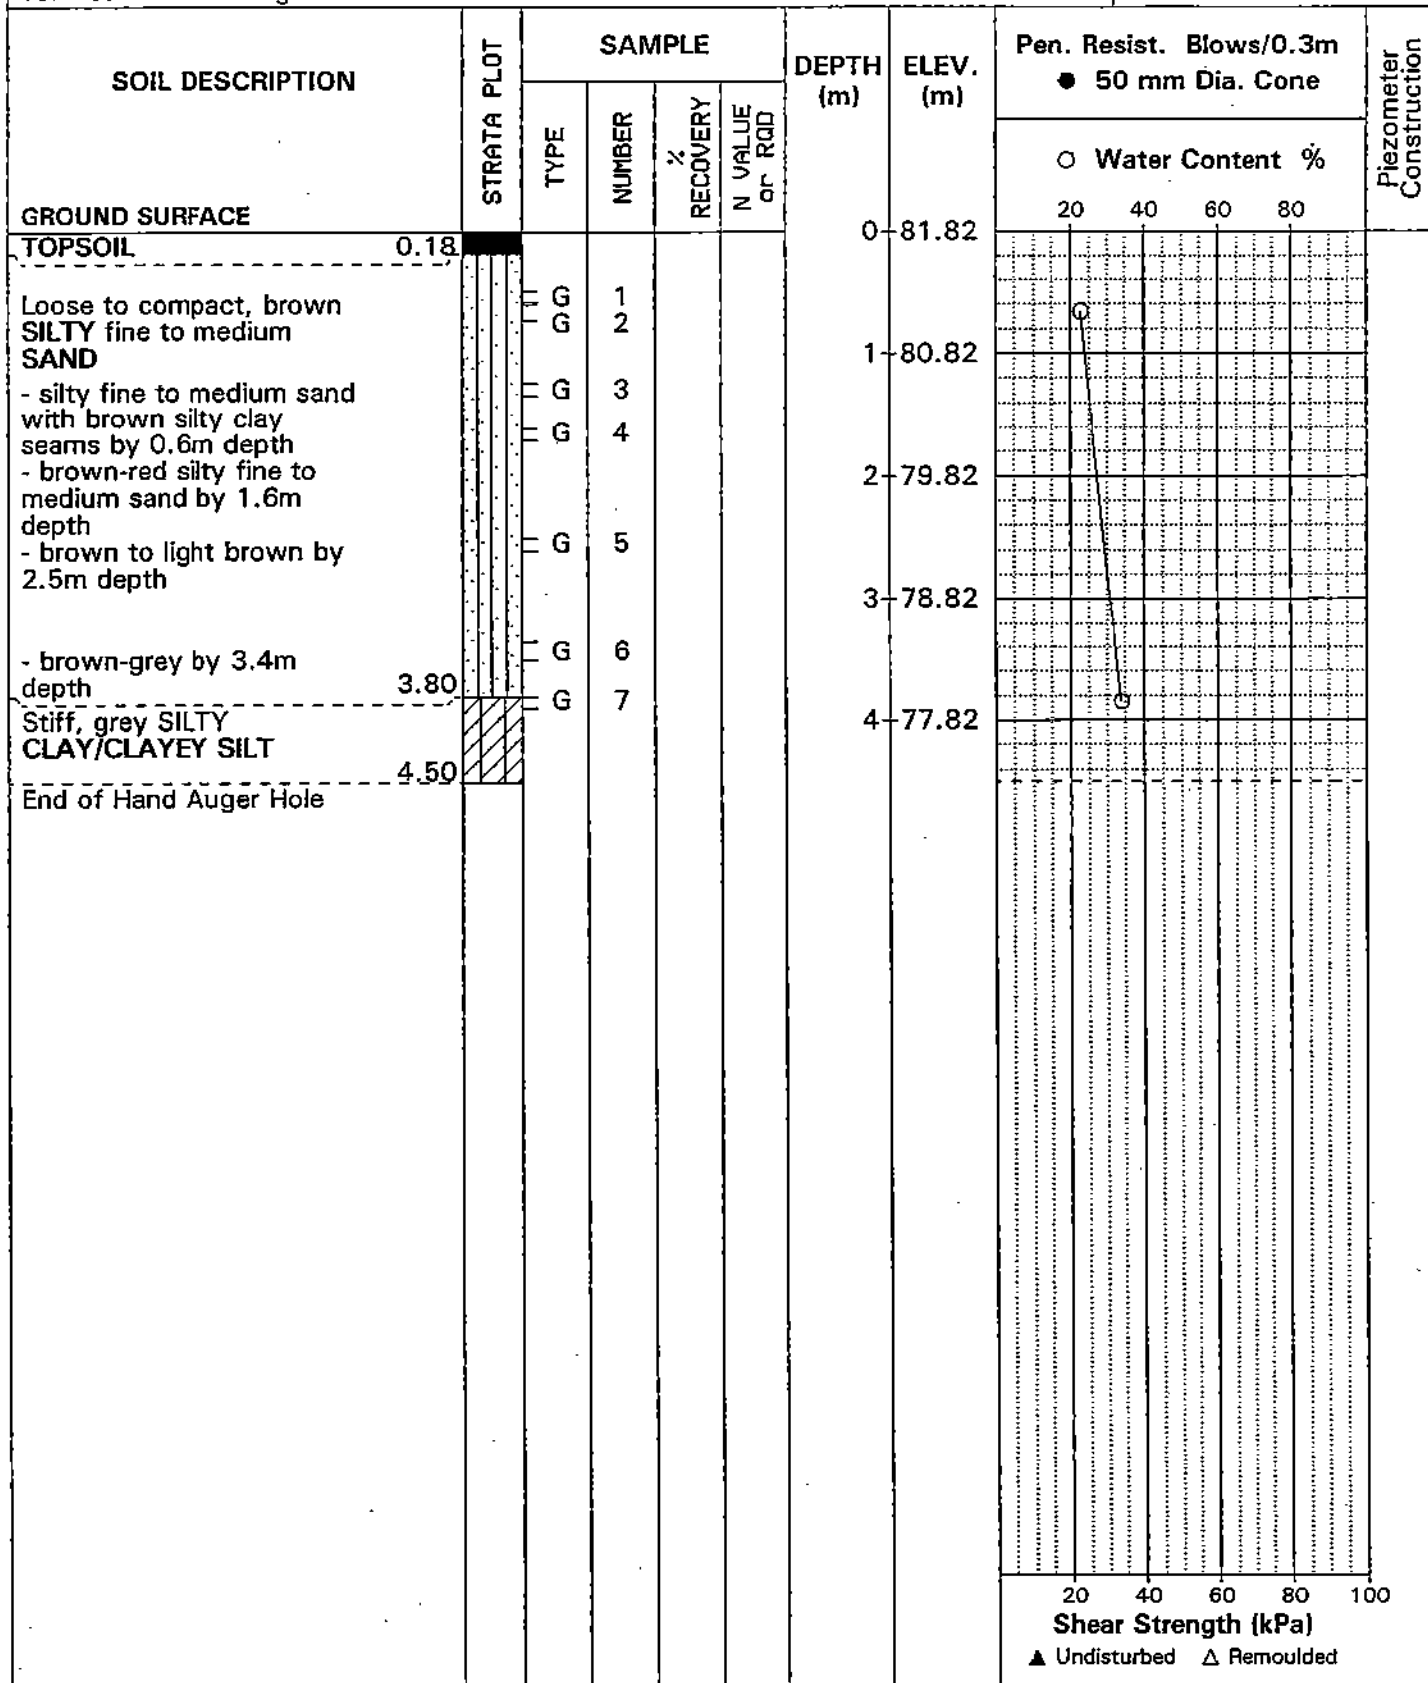 SOIL DESCRIPTION
GROUND SURFACE
STRATA PLOT
SAMPLE
TYPE
NUMBER
% RECOVERY
N VALUE or RQD
DEPTH (m)
ELEV. (m)
Pen. Resist. Blows/0.3m
● 50 mm Dia. Cone
○ Water Content %
20 40 60 80
Piezometer Construction
TOPSOIL 0.18
Loose to compact, brown
SILTY fine to medium
SAND
- silty fine to medium sand
with brown silty clay
seams by 0.6m depth
- brown-red silty fine to
medium sand by 1.6m
depth
- brown to light brown by
2.5m depth
- brown-grey by 3.4m
depth 3.80
Stiff, grey SILTY
CLAY/CLAYEY SILT
4.50
End of Hand Auger Hole
G 1
G 2
G 3
G 4
G 5
G 6
G 7
0 81.82
1 80.82
2 79.82
3 78.82
4 77.82
20 40 60 80 100
Shear Strength (kPa)
▲ Undisturbed △ Remoulded